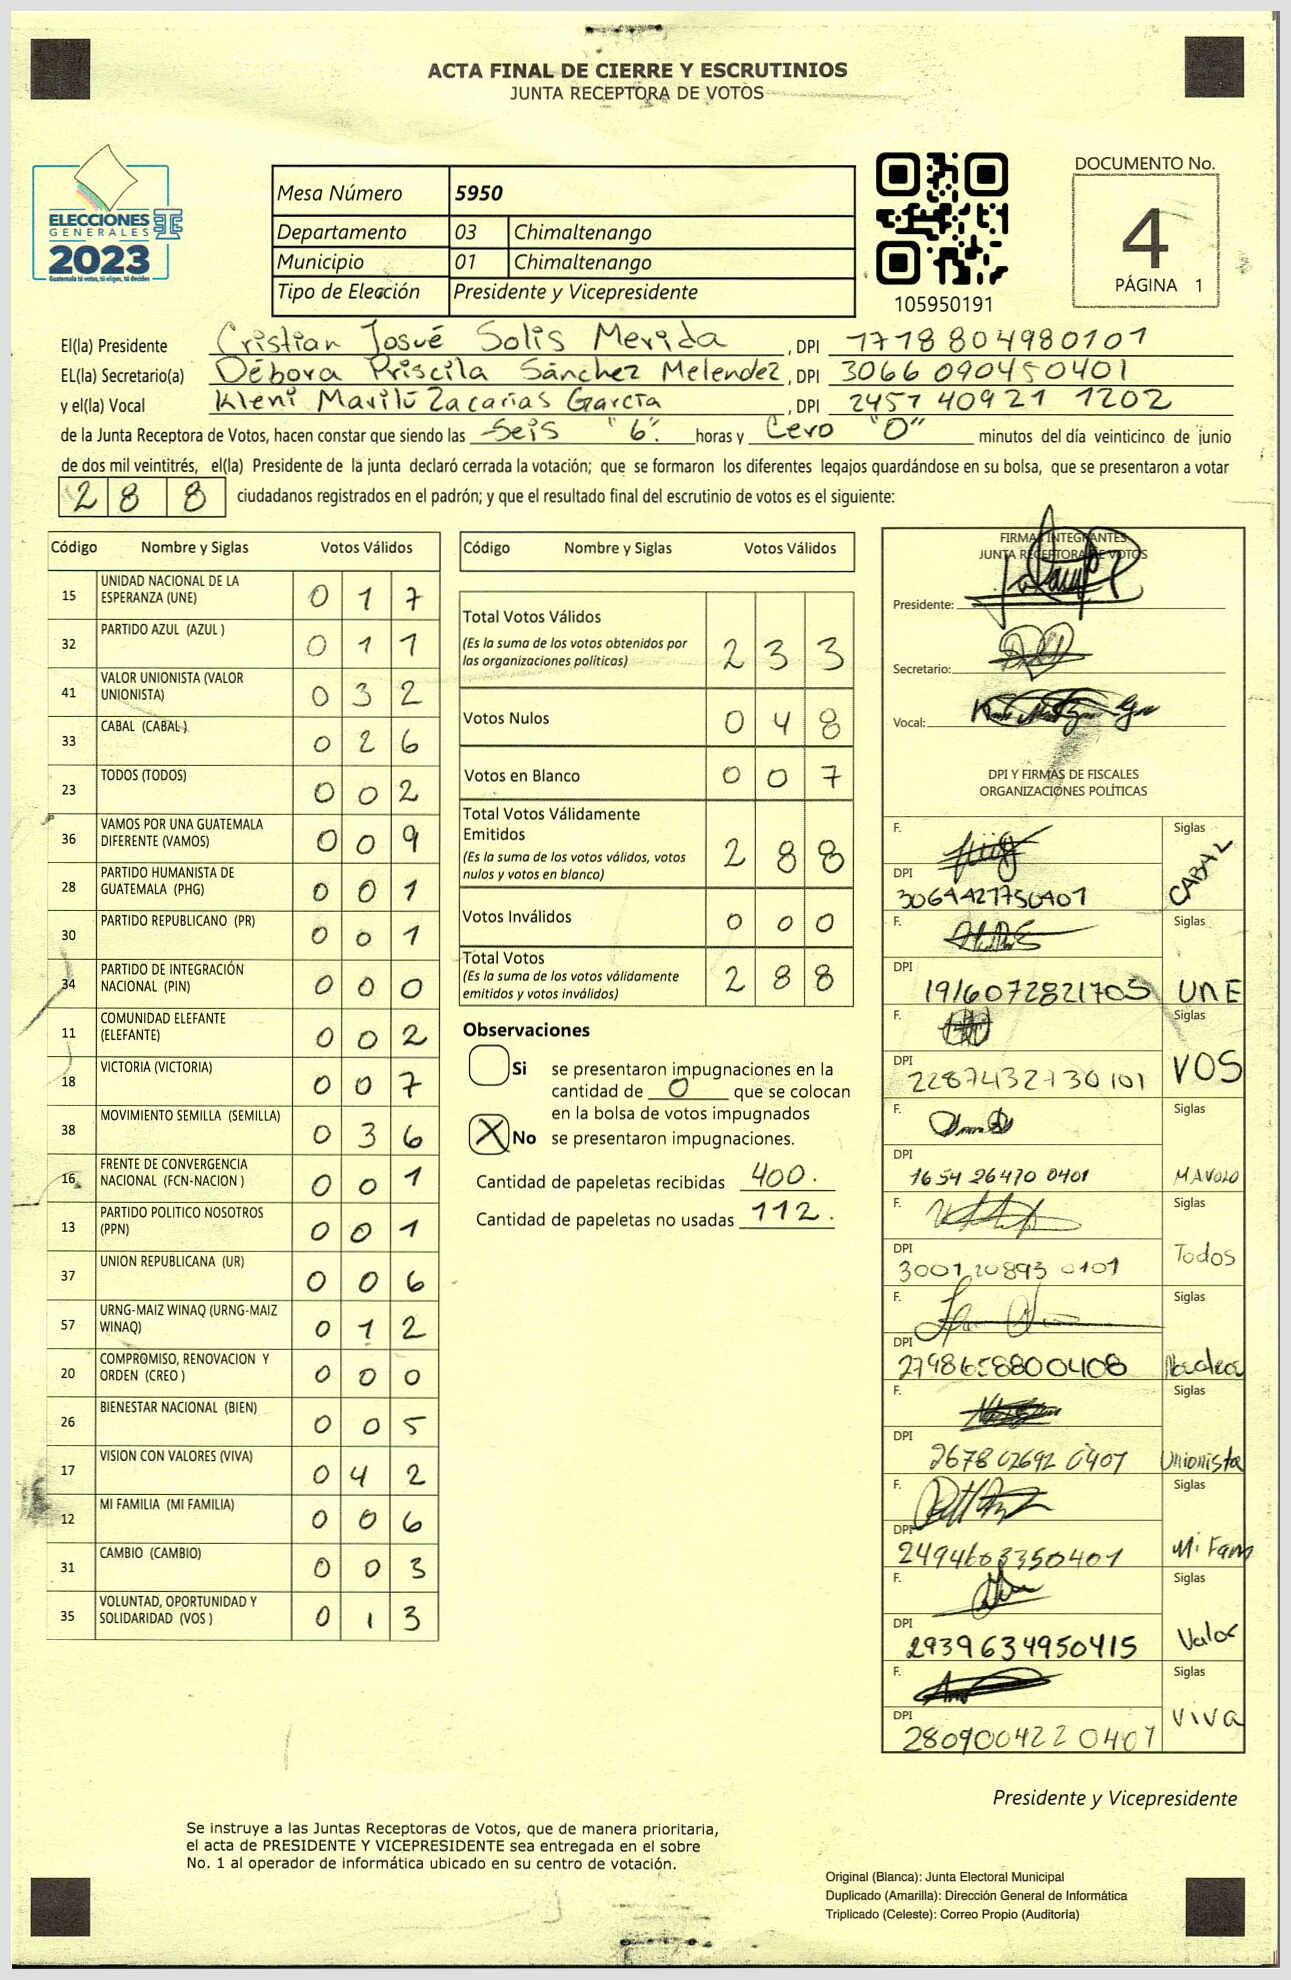 ACTA FINAL DE CIERRE Y ESCRUTINIOS
JUNTA RECEPTORA DE VOTOS
ELECCIONES
GENERALES
2023
Guatemala tú votas, tú eliges, tú decides
Mesa Número 5950
Departamento 03 Chimaltenango
Municipio 01 Chimaltenango
Tipo de Elección Presidente y Vicepresidente
105950191
DOCUMENTO No.
4
PÁGINA 1
El(la) Presidente Cristian Josué Solis Merida, DPI 1718804980101
EL(la) Secretario(a) Débora Priscila Sánchez Melendez, DPI 3066090450401
y el(la) Vocal Kleni Marilú Zacarías García, DPI 2457409211202
de la Junta Receptora de Votos, hacen constar que siendo las Seis "6". horas y Cero "0" minutos del día veinticinco de junio
de dos mil veintitrés, el(la) Presidente de la junta declaró cerrada la votación; que se formaron los diferentes legajos guardándose en su bolsa, que se presentaron a votar
288 ciudadanos registrados en el padrón; y que el resultado final del escrutinio de votos es el siguiente:
Código Nombre y Siglas Votos Válidos
15 UNIDAD NACIONAL DE LA ESPERANZA (UNE) 0 1 7
32 PARTIDO AZUL (AZUL ) 0 1 1
41 VALOR UNIONISTA (VALOR UNIONISTA) 0 3 2
33 CABAL (CABAL ) 0 2 6
23 TODOS (TODOS) 0 0 2
36 VAMOS POR UNA GUATEMALA DIFERENTE (VAMOS) 0 0 9
28 PARTIDO HUMANISTA DE GUATEMALA (PHG) 0 0 1
30 PARTIDO REPUBLICANO (PR) 0 0 1
34 PARTIDO DE INTEGRACIÓN NACIONAL (PIN) 0 0 0
11 COMUNIDAD ELEFANTE (ELEFANTE) 0 0 2
18 VICTORIA (VICTORIA) 0 0 7
38 MOVIMIENTO SEMILLA (SEMILLA) 0 3 6
16 FRENTE DE CONVERGENCIA NACIONAL (FCN-NACION ) 0 0 1
13 PARTIDO POLITICO NOSOTROS (PPN) 0 0 1
37 UNION REPUBLICANA (UR) 0 0 6
57 URNG-MAIZ WINAQ (URNG-MAIZ WINAQ) 0 1 2
20 COMPROMISO, RENOVACION Y ORDEN (CREO ) 0 0 0
26 BIENESTAR NACIONAL (BIEN) 0 0 5
17 VISION CON VALORES (VIVA) 0 4 2
12 MI FAMILIA (MI FAMILIA) 0 0 6
31 CAMBIO (CAMBIO) 0 0 3
35 VOLUNTAD, OPORTUNIDAD Y SOLIDARIDAD (VOS ) 0 1 3
Código Nombre y Siglas Votos Válidos
Total Votos Válidos
(Es la suma de los votos obtenidos por
las organizaciones políticas) 2 3 3
Votos Nulos 0 4 8
Votos en Blanco 0 0 7
Total Votos Válidamente
Emitidos
(Es la suma de los votos válidos, votos
nulos y votos en blanco) 2 8 8
Votos Inválidos 0 0 0
Total Votos
(Es la suma de los votos válidamente
emitidos y votos inválidos) 2 8 8
Observaciones
Si se presentaron impugnaciones en la
cantidad de 0 que se colocan
en la bolsa de votos impugnados
X No se presentaron impugnaciones.
Cantidad de papeletas recibidas 400.
Cantidad de papeletas no usadas 112.
FIRMAS INTEGRANTES
JUNTA RECEPTORA DE VOTOS
Presidente:
Secretario:
Vocal:
DPI Y FIRMAS DE FISCALES
ORGANIZACIONES POLÍTICAS
F. Siglas
DPI 3064427750401 CABAL
F. Siglas
DPI 1916072821703 UNE
F. Siglas
DPI 2287432730101 VOS
F. Siglas
DPI 1654 26470 0401
F. Siglas
DPI 3001208930101 Todos
F. Siglas
DPI 2798658800408
F. Siglas
DPI 2678026920401 Unionista
F. Siglas
DPI 2494603350401 Mi Fam
F. Siglas
DPI 2939634950415 Valor
F. Siglas
DPI 2809004220407 Viva
Presidente y Vicepresidente
Se instruye a las Juntas Receptoras de Votos, que de manera prioritaria,
el acta de PRESIDENTE Y VICEPRESIDENTE sea entregada en el sobre
No. 1 al operador de informática ubicado en su centro de votación.
Original (Blanca): Junta Electoral Municipal
Duplicado (Amarilla): Dirección General de Informática
Triplicado (Celeste): Correo Propio (Auditoría)